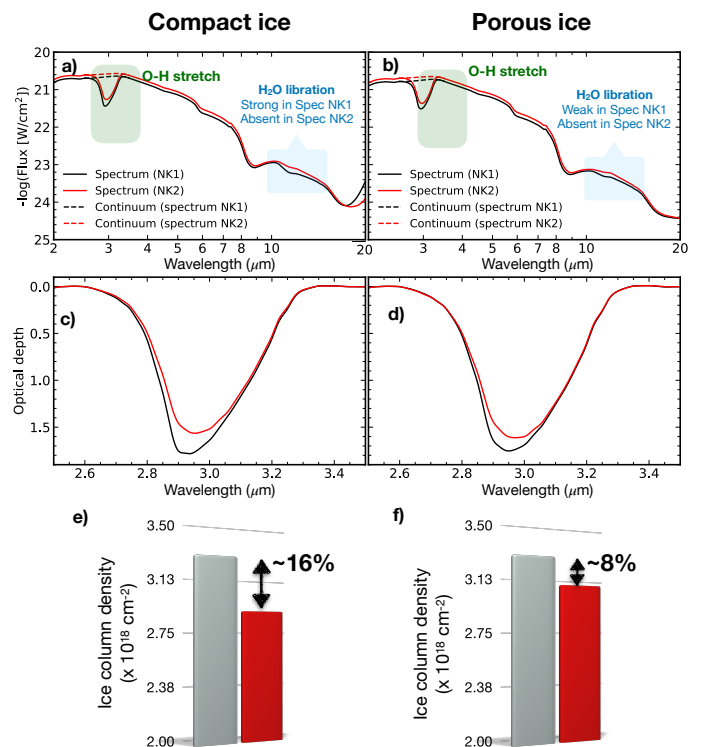 Compact ice
Porous ice
a)
O-H stretch
H₂O libration
Strong in Spec NK1
Absent in Spec NK2
Spectrum (NK1)
Spectrum (NK2)
Continuum (spectrum NK1)
Continuum (spectrum NK2)
-log(Flux [W/cm²])
20
21
22
23
24
25
2
3
4
5
6
7
8
10
20
Wavelength (μm)
b)
O-H stretch
H₂O libration
Weak in Spec NK1
Absent in Spec NK2
Spectrum (NK1)
Spectrum (NK2)
Continuum (spectrum NK1)
Continuum (spectrum NK2)
2
3
4
5
6
7
8
10
20
Wavelength (μm)
c)
Optical depth
0.0
0.5
1.0
1.5
2.6
2.8
3.0
3.2
3.4
Wavelength (μm)
d)
2.6
2.8
3.0
3.2
3.4
Wavelength (μm)
e)
Ice column density
(x 10¹⁸ cm⁻²)
3.50
3.13
2.75
2.38
2.00
~16%
f)
Ice column density
(x 10¹⁸ cm⁻²)
3.50
3.13
2.75
2.38
2.00
~8%